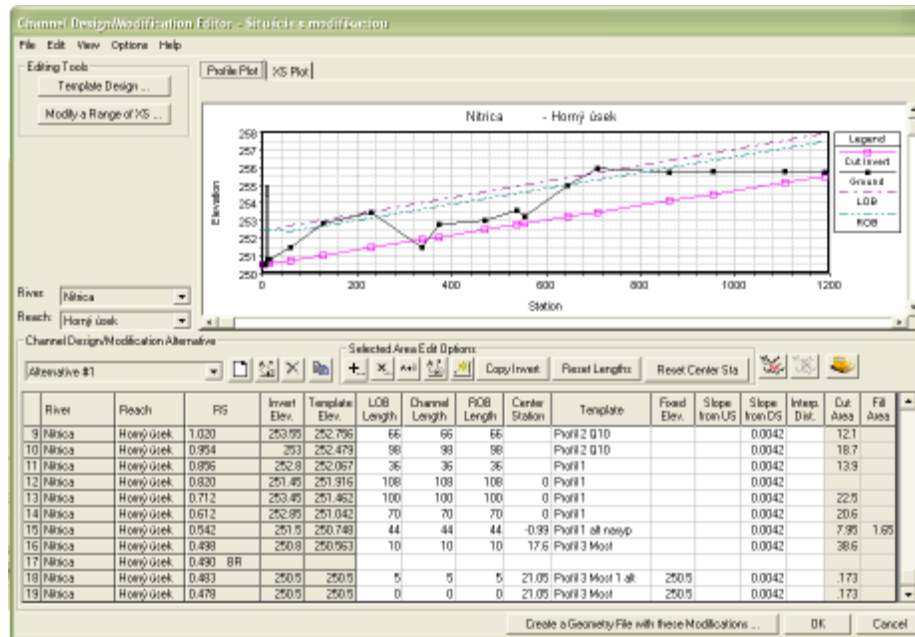 Channel Design/Modification Editor - Situácia s modifikáciou
File Edit View Options Help
Editing Tools
Template Design ...
Modify a Range of XS ...
Profile Plot XS Plot
Nitrica - Horný úsek
Legend
Cut Invert
Ground
LOB
ROB
Elevation
258
257
256
255
254
253
252
251
250
0 200 400 600 800 1000 1200
Station
River: Nitrica
Reach: Horný úsek
Channel Design/Modification Alternative
Alternative #1
Selected Area Edit Options
Copy Invert Reset Lengths Reset Center Sta
River Reach RS Invert Elev. Template Elev. LOB Length Channel Length ROB Length Center Station Template Fixed Elev. Slope from US Slope from DS Interp. Dist. Cut Area Fill Area
9 Nitrica Horný úsek 1.020 253.55 252.756 66 66 66 Profil 2 Q10 0.0042 12.1
10 Nitrica Horný úsek 0.954 253 252.479 98 98 98 Profil 2 Q10 0.0042 18.7
11 Nitrica Horný úsek 0.856 252.8 252.067 36 36 36 Profil 1 0.0042 13.9
12 Nitrica Horný úsek 0.820 251.45 251.916 108 108 108 0 Profil 1 0.0042
13 Nitrica Horný úsek 0.712 253.45 251.462 100 100 100 0 Profil 1 0.0042 22.5
14 Nitrica Horný úsek 0.612 252.85 251.042 70 70 70 0 Profil 1 0.0042 20.6
15 Nitrica Horný úsek 0.542 251.5 250.748 44 44 44 -0.99 Profil 1 alt nasyp 0.0042 7.95 1.65
16 Nitrica Horný úsek 0.498 250.8 250.563 10 10 10 17.6 Profil 3 Most 0.0042 38.6
17 Nitrica Horný úsek 0.490 BR
18 Nitrica Horný úsek 0.483 250.5 250.5 5 5 5 21.05 Profil 3 Most 1 alt 250.5 0.0042 .173
19 Nitrica Horný úsek 0.478 250.5 250.5 0 0 0 21.05 Profil 3 Most 250.5 0.0042 .173
Create a Geometry File with these Modifications ... OK Cancel